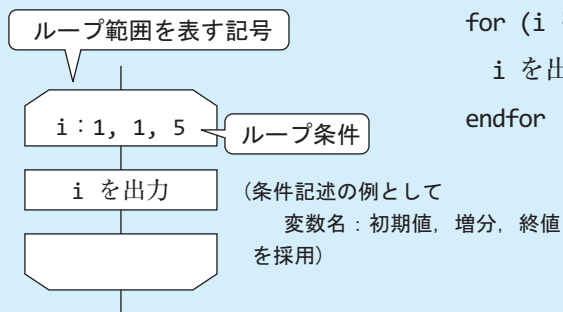 ループ範囲を表す記号
i：1, 1, 5
ループ条件
i を出力
(条件記述の例として
変数名：初期値，増分，終値
を採用)
for (i
i を
endfor